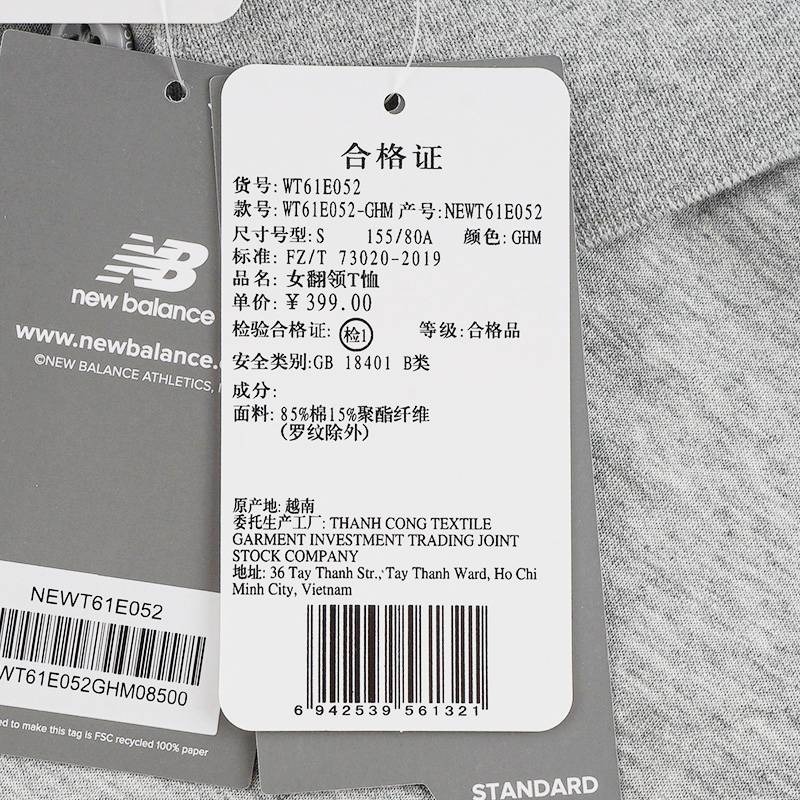 合格证
货号: WT61E052
款号: WT61E052-GHM 产号: NEWT61E052
尺寸号型: S 155/80A 颜色: GHM
标准: FZ/T 73020-2019
品名: 女翻领T恤
单价: ¥ 399.00
检验合格证: 检1 等级: 合格品
安全类别: GB 18401 B类
成分:
面料: 85%棉15%聚酯纤维
(罗纹除外)
原产地: 越南
委托生产工厂: THANH CONG TEXTILE
GARMENT INVESTMENT TRADING JOINT
STOCK COMPANY
地址: 36 Tay Thanh Str., Tay Thanh Ward, Ho Chi
Minh City, Vietnam
6 942539 561321
NB
new balance
www.newbalance.
©NEW BALANCE ATHLETICS,
NEWT61E052
WT61E052GHM08500
to make this tag is FSC recycled 100% paper
STANDARD